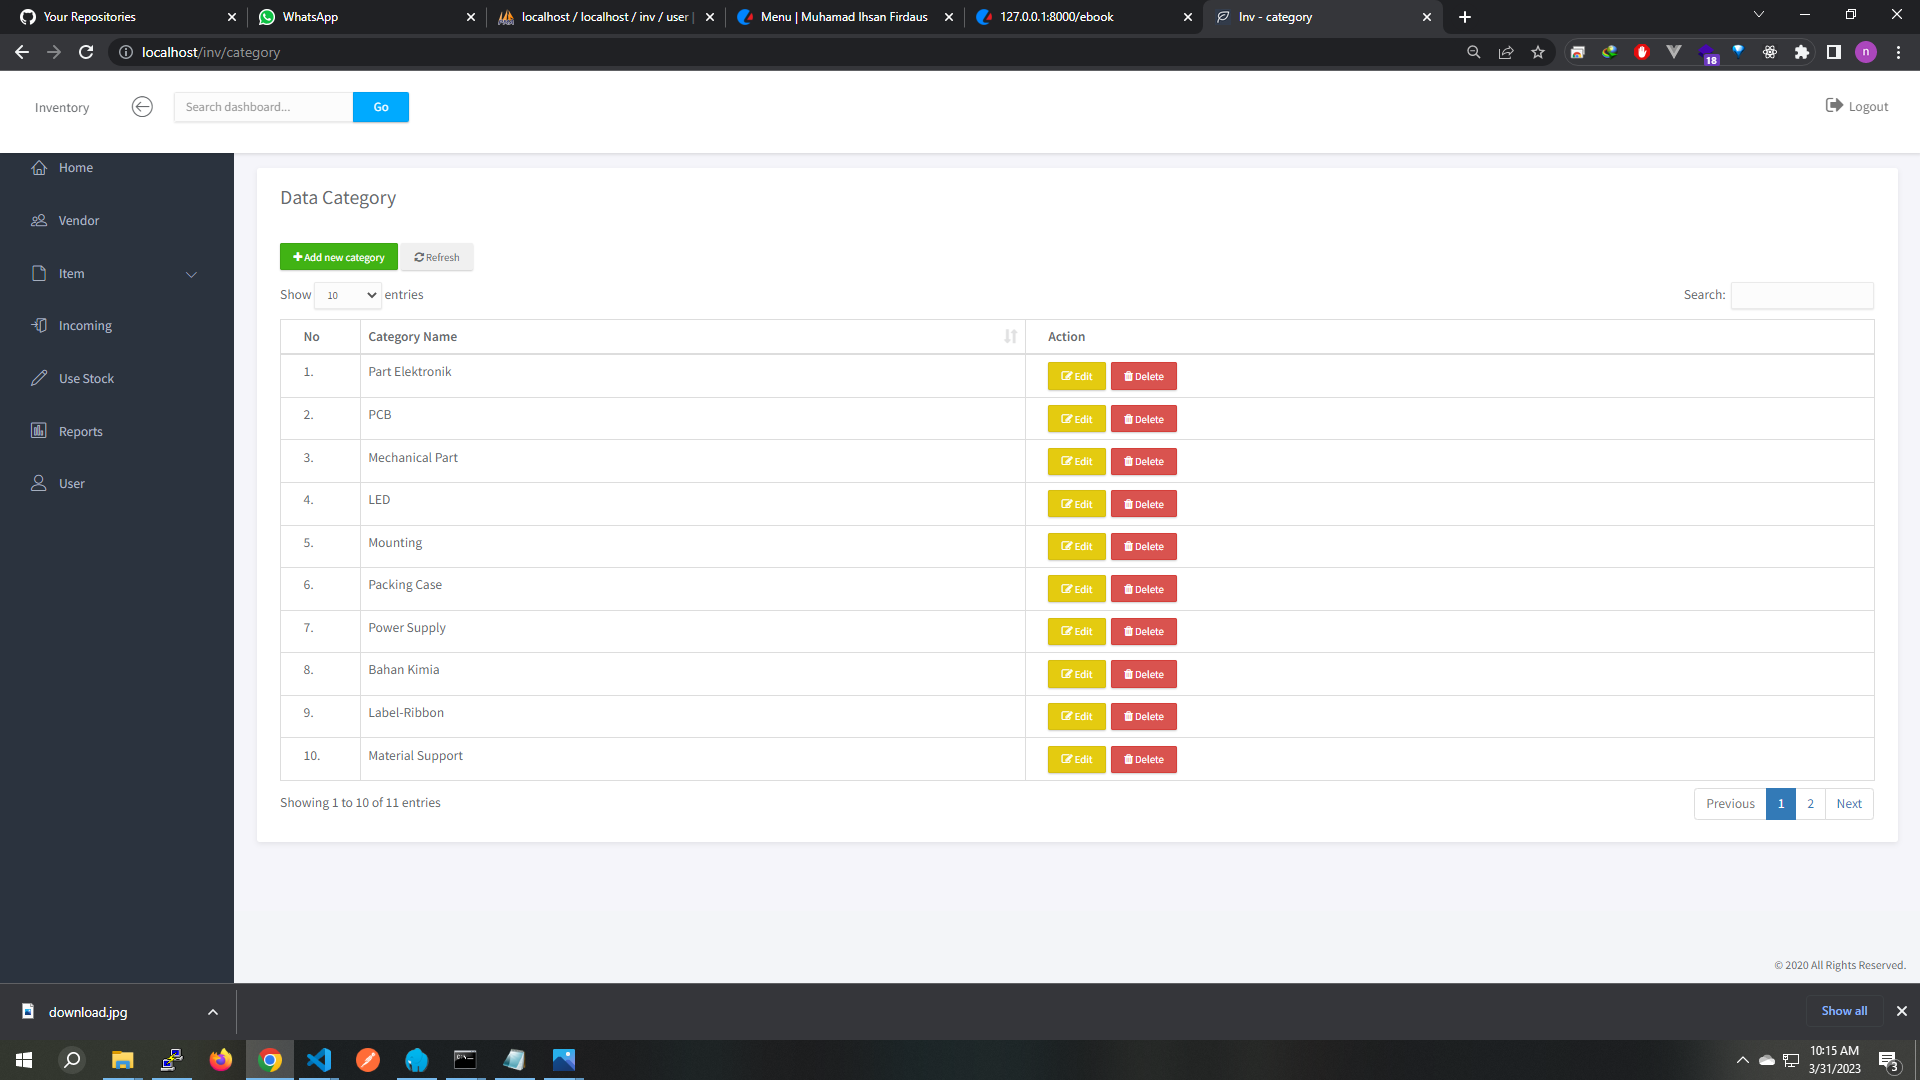 Your Repositories
WhatsApp
localhost / localhost / inv / user |
Menu | Muhamad Ihsan Firdaus
127.0.0.1:8000/ebook
Inv - category
localhost/inv/category
18
n
Inventory
Search dashboard...
Go
Logout
Home
Vendor
Item
Incoming
Use Stock
Reports
User
Data Category
Add new category
Refresh
Show 10 entries
Search:
No Category Name Action
1. Part Elektronik Edit Delete
2. PCB Edit Delete
3. Mechanical Part Edit Delete
4. LED Edit Delete
5. Mounting Edit Delete
6. Packing Case Edit Delete
7. Power Supply Edit Delete
8. Bahan Kimia Edit Delete
9. Label-Ribbon Edit Delete
10. Material Support Edit Delete
Showing 1 to 10 of 11 entries
Previous 1 2 Next
© 2020 All Rights Reserved.
download.jpg
Show all
10:15 AM
3/31/2023
3